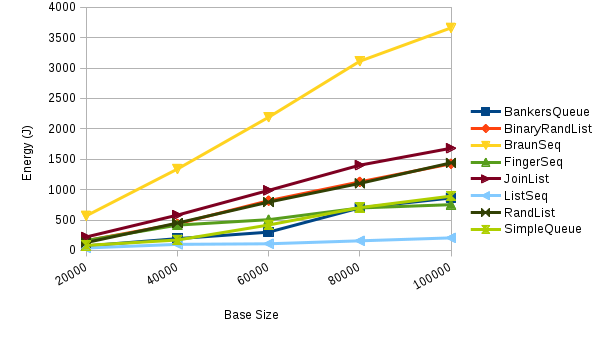 4000
3500
3000
2500
2000
1500
1000
500
0
Energy (J)
20000
40000
60000
80000
100000
Base Size
BankersQueue
BinaryRandList
BraunSeq
FingerSeq
JoinList
ListSeq
RandList
SimpleQueue